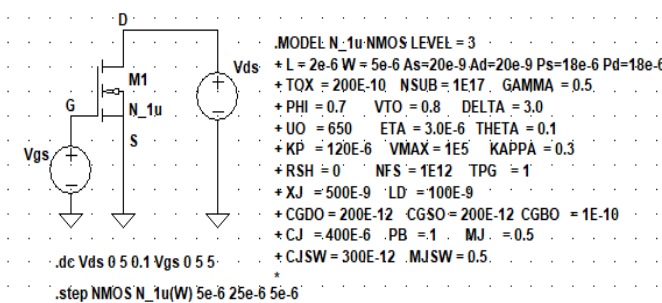 D
Vds
M1
G
N_1u
S
Vgs
.dc Vds 0 5 0.1 Vgs 0 5 5
.step NMOS N_1u(W) 5e-6 25e-6 5e-6
.MODEL N_1u NMOS LEVEL = 3
+ L = 2e-6 W = 5e-6 As=20e-9 Ad=20e-9 Ps=18e-6 Pd=18e-6
+ TOX = 200E-10 NSUB = 1E17 GAMMA = 0.5
+ PHI = 0.7 VTO = 0.8 DELTA = 3.0
+ UO = 650 ETA = 3.0E-6 THETA = 0.1
+ KP = 120E-6 VMAX = 1E5 KAPPA = 0.3
+ RSH = 0 NFS = 1E12 TPG = 1
+ XJ = 500E-9 LD = 100E-9
+ CGDO = 200E-12 CGSO = 200E-12 CGBO = 1E-10
+ CJ = 400E-6 PB = 1 MJ = 0.5
+ CJSW = 300E-12 MJSW = 0.5
*